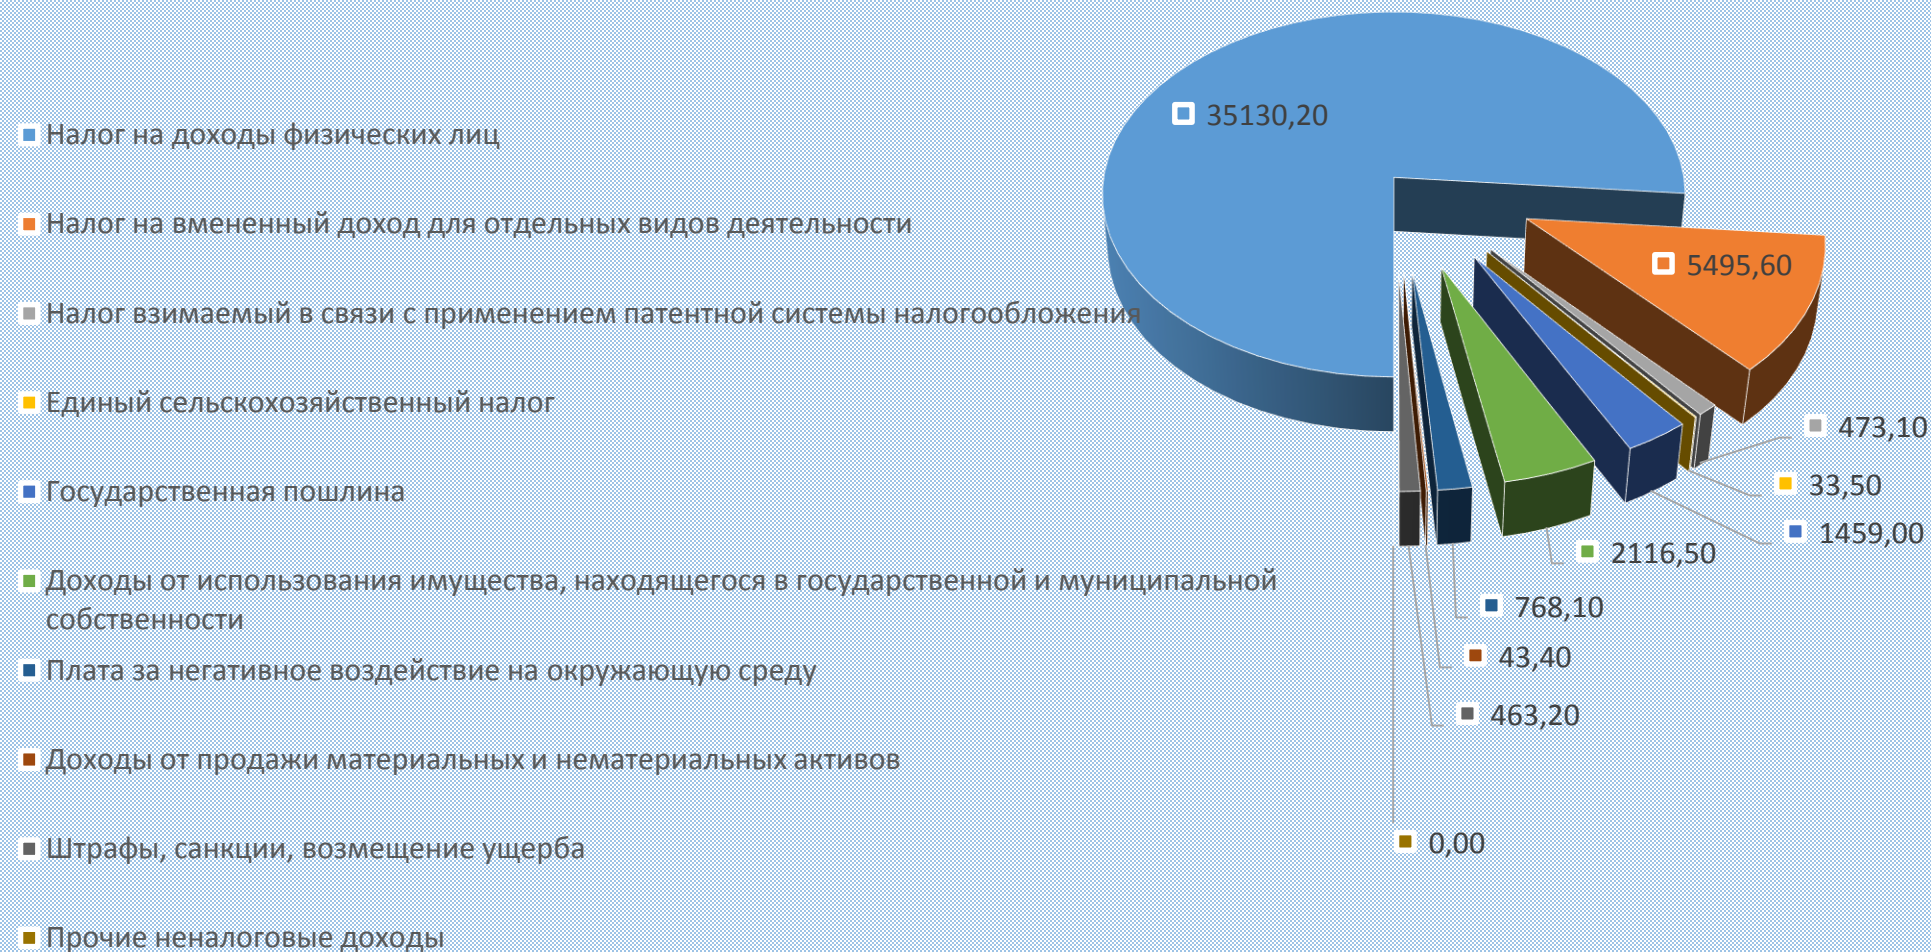 Налог на доходы физических лиц
Налог на вмененный доход для отдельных видов деятельности
Налог взимаемый в связи с применением патентной системы налогообложения
Единый сельскохозяйственный налог
Государственная пошлина
Доходы от использования имущества, находящегося в государственной и муниципальной
собственности
Плата за негативное воздействие на окружающую среду
Доходы от продажи материальных и нематериальных активов
Штрафы, санкции, возмещение ущерба
Прочие неналоговые доходы
35130,20
5495,60
473,10
33,50
1459,00
2116,50
768,10
43,40
463,20
0,00